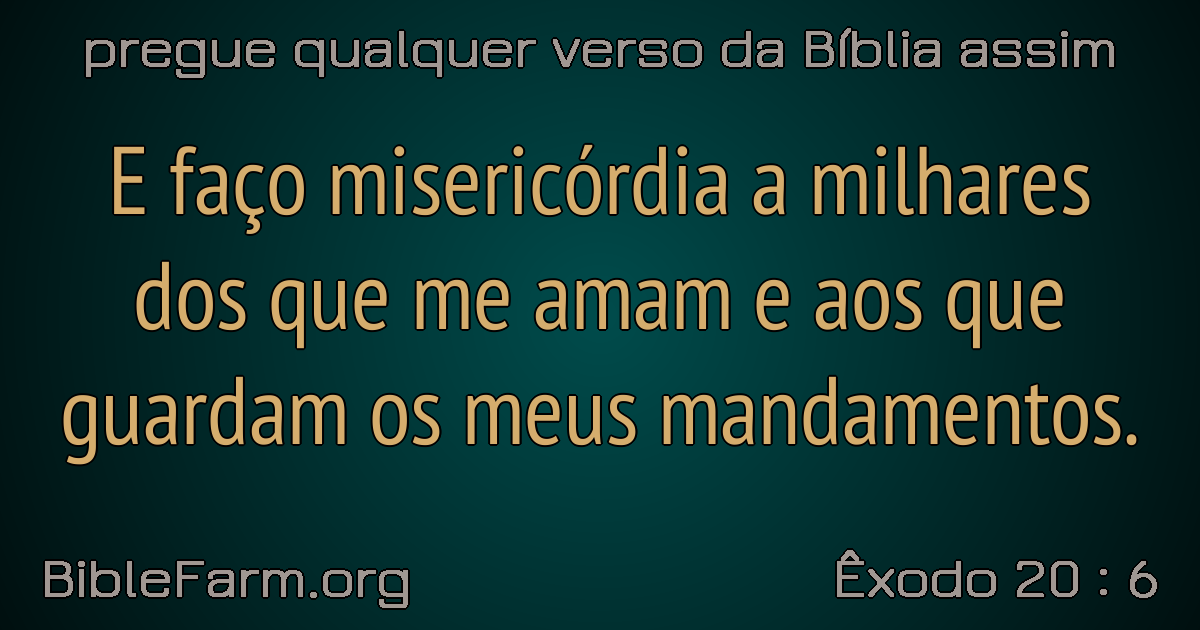 pregue qualquer verso da Bíblia assim
E faço misericórdia a milhares
dos que me amam e aos que
guardam os meus mandamentos.
BibleFarm.org
Êxodo 20 : 6